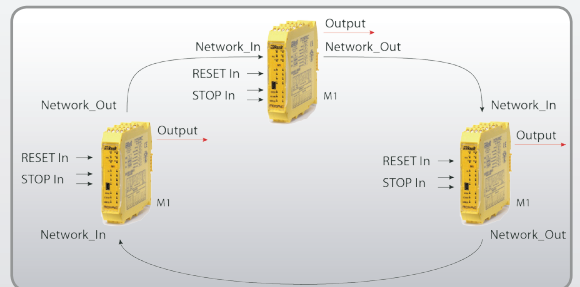 Output
Network_In
Network_Out
RESET In
STOP In
M1
Network_Out
Output
RESET In
STOP In
M1
Network_In
Network_In
Output
RESET In
STOP In
M1
Network_Out